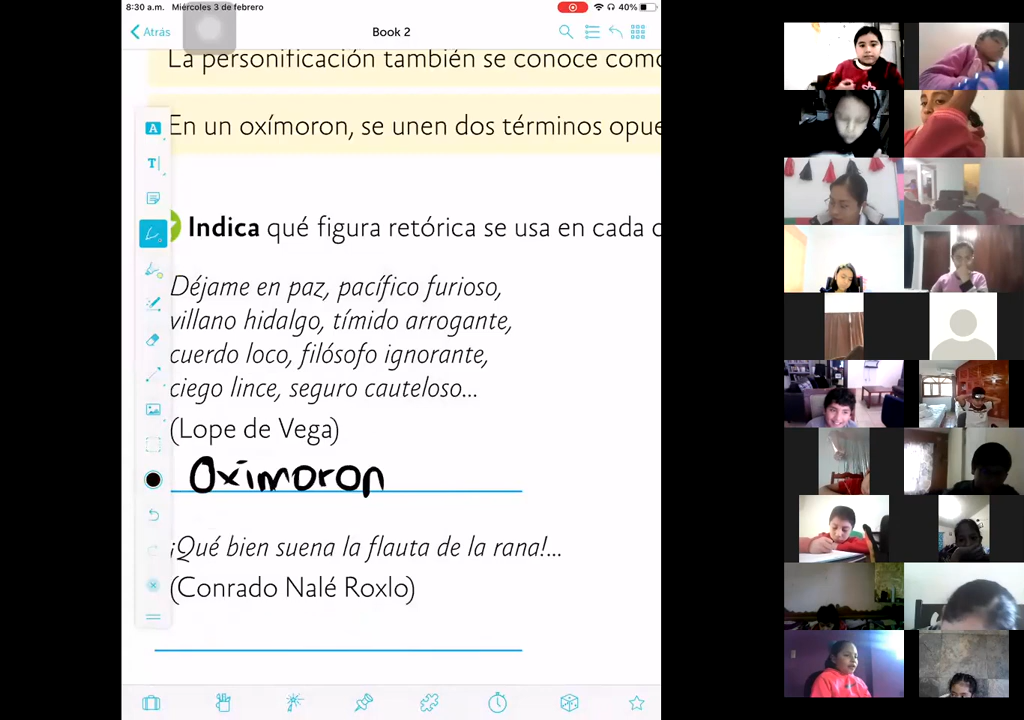 8:30 a.m. Miércoles 3 de febrero
40%
Atrás
Book 2
La personificación también se conoce como
En un oxímoron, se unen dos términos opue
A
T
Indica qué figura retórica se usa en cada c
Déjame en paz, pacífico furioso,
villano hidalgo, tímido arrogante,
cuerdo loco, filósofo ignorante,
ciego lince, seguro cauteloso...
(Lope de Vega)
Oxímoron
¡Qué bien suena la flauta de la rana!...
(Conrado Nalé Roxlo)